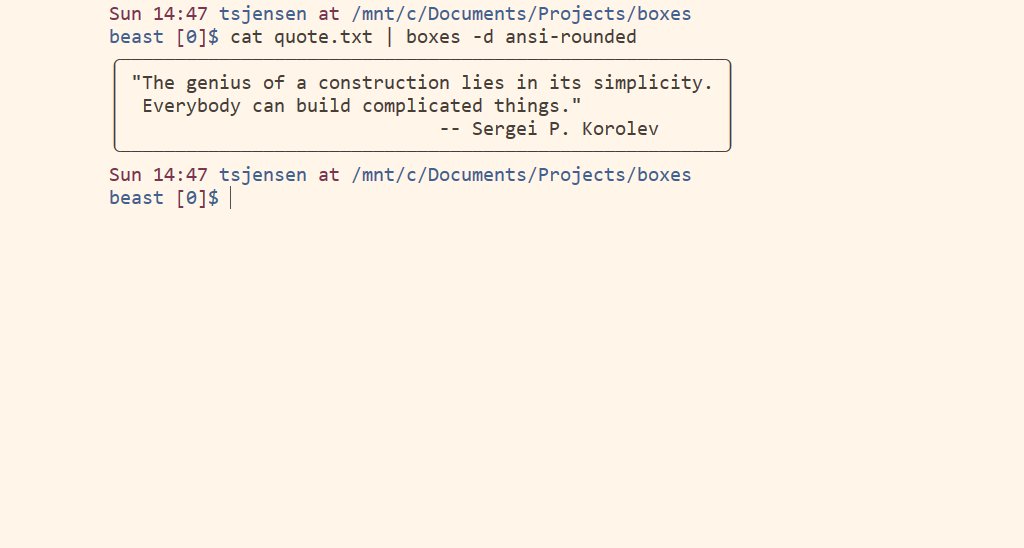 Sun 14:47 tsjensen at /mnt/c/Documents/Projects/boxes
beast [0]$ cat quote.txt | boxes -d ansi-rounded
"The genius of a construction lies in its simplicity.
Everybody can build complicated things."
-- Sergei P. Korolev
Sun 14:47 tsjensen at /mnt/c/Documents/Projects/boxes
beast [0]$